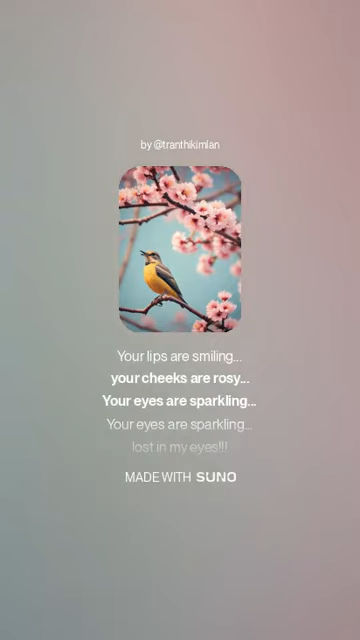 by @tranthikimlan
Your lips are smiling...
your cheeks are rosy...
Your eyes are sparkling...
Your eyes are sparkling...
lost in my eyes!!!
MADE WITH SUNO